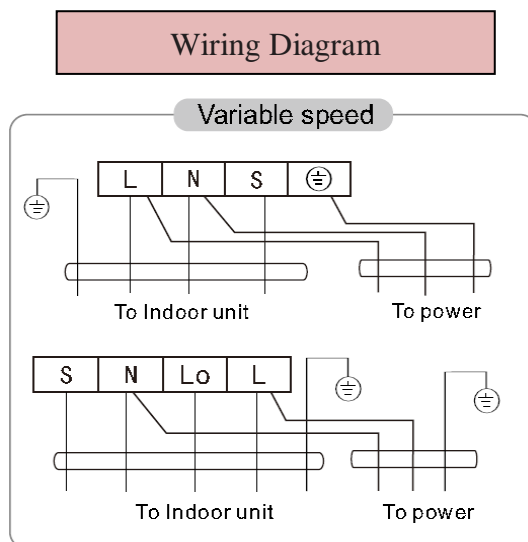 Wiring Diagram
Variable speed
L N S
To Indoor unit To power
S N Lo L
To Indoor unit To power